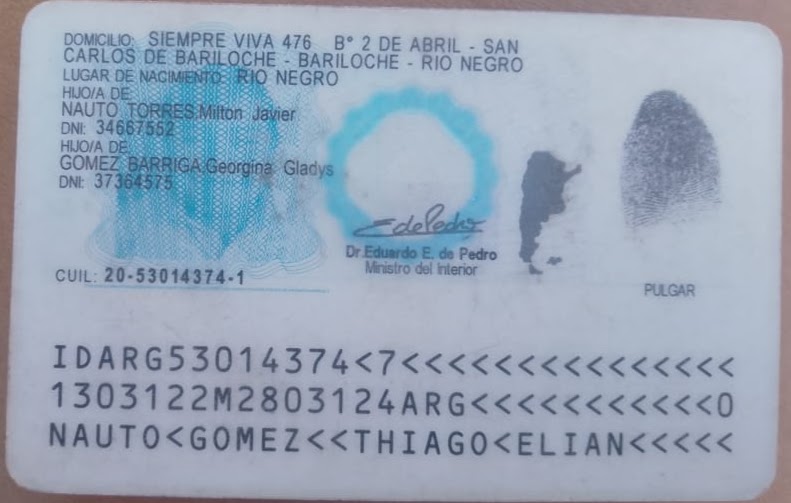 DOMICILIO: SIEMPRE VIVA 476 B° 2 DE ABRIL - SAN
CARLOS DE BARILOCHE - BARILOCHE - RIO NEGRO
LUGAR DE NACIMIENTO: RIO NEGRO
HIJO/A DE:
NAUTO TORRES,Milton Javier
DNI: 34667552
HIJO/A DE:
GOMEZ BARRIGA,Georgina Gladys
DNI: 37364575
EdePedro
Dr.Eduardo E. de Pedro
Ministro del Interior
CUIL: 20-53014374-1
PULGAR
IDARG53014374<7<<<<<<<<<<<<<<<
1303122M2803124ARG<<<<<<<<<<<0
NAUTO<GOMEZ<<THIAGO<ELIAN<<<<<